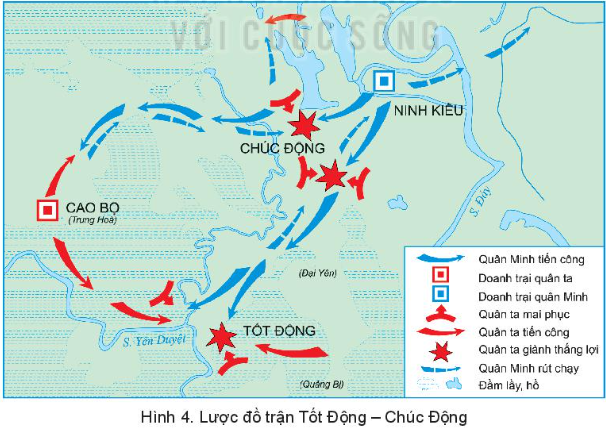 VỚI CUỘC SỐNG
NINH KIỀU
CHÚC ĐỘNG
CAO BỘ
(Trung Hoà)
S. Đáy
(Đại Yên)
TỐT ĐỘNG
S. Yên Duyệt
(Quảng Bị)
Quân Minh tiến công
Doanh trại quân ta
Doanh trại quân Minh
Quân ta mai phục
Quân ta tiến công
Quân ta giành thắng lợi
Quân Minh rút chạy
Đầm lầy, hồ
Hình 4. Lược đồ trận Tốt Động – Chúc Động